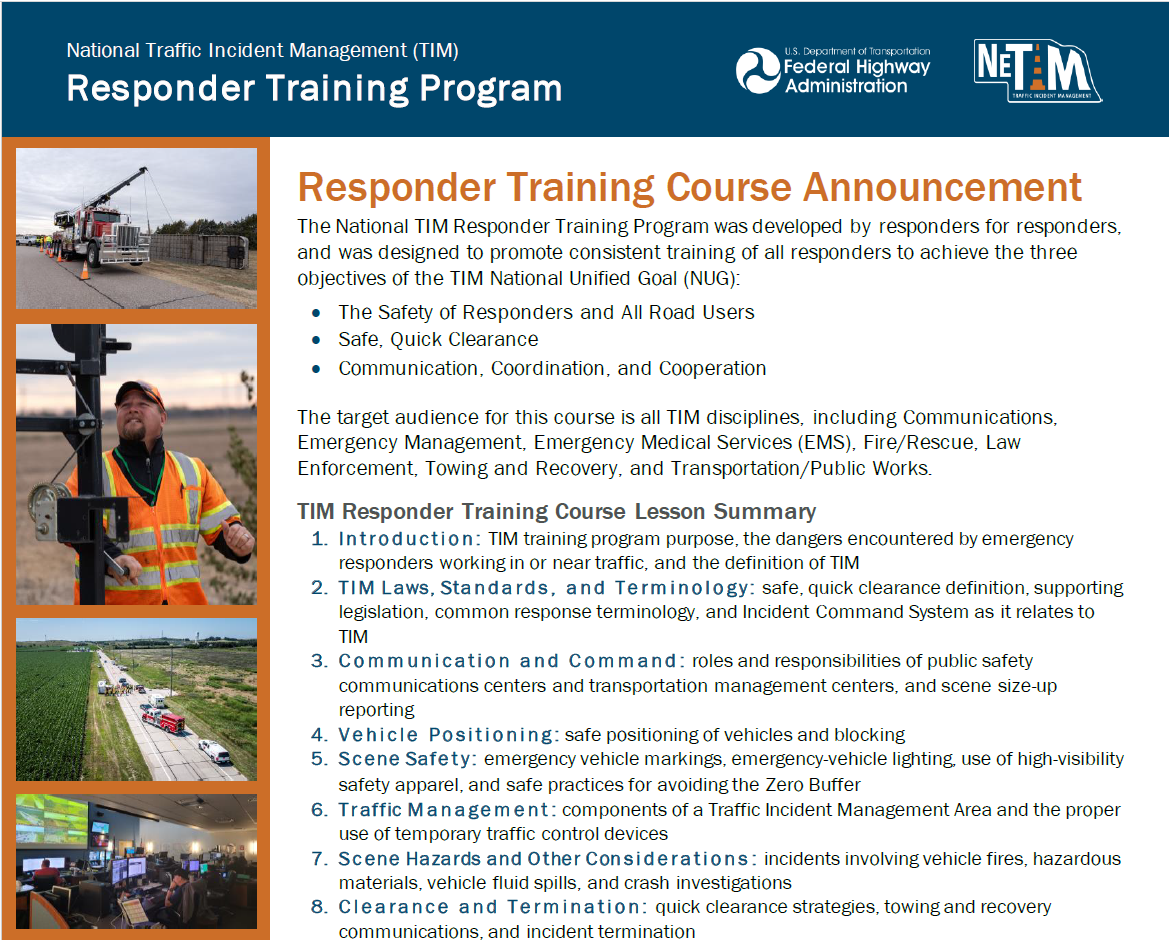 National Traffic Incident Management (TIM)
Responder Training Program
U.S. Department of Transportation
Federal Highway
Administration
NETIM
TRAFFIC INCIDENT MANAGEMENT
Responder Training Course Announcement
The National TIM Responder Training Program was developed by responders for responders,
and was designed to promote consistent training of all responders to achieve the three
objectives of the TIM National Unified Goal (NUG):
• The Safety of Responders and All Road Users
• Safe, Quick Clearance
• Communication, Coordination, and Cooperation
The target audience for this course is all TIM disciplines, including Communications,
Emergency Management, Emergency Medical Services (EMS), Fire/Rescue, Law
Enforcement, Towing and Recovery, and Transportation/Public Works.
TIM Responder Training Course Lesson Summary
1. Introduction: TIM training program purpose, the dangers encountered by emergency
responders working in or near traffic, and the definition of TIM
2. TIM Laws, Standards, and Terminology: safe, quick clearance definition, supporting
legislation, common response terminology, and Incident Command System as it relates to
TIM
3. Communication and Command: roles and responsibilities of public safety
communications centers and transportation management centers, and scene size-up
reporting
4. Vehicle Positioning: safe positioning of vehicles and blocking
5. Scene Safety: emergency vehicle markings, emergency-vehicle lighting, use of high-visibility
safety apparel, and safe practices for avoiding the Zero Buffer
6. Traffic Management: components of a Traffic Incident Management Area and the proper
use of temporary traffic control devices
7. Scene Hazards and Other Considerations: incidents involving vehicle fires, hazardous
materials, vehicle fluid spills, and crash investigations
8. Clearance and Termination: quick clearance strategies, towing and recovery
communications, and incident termination